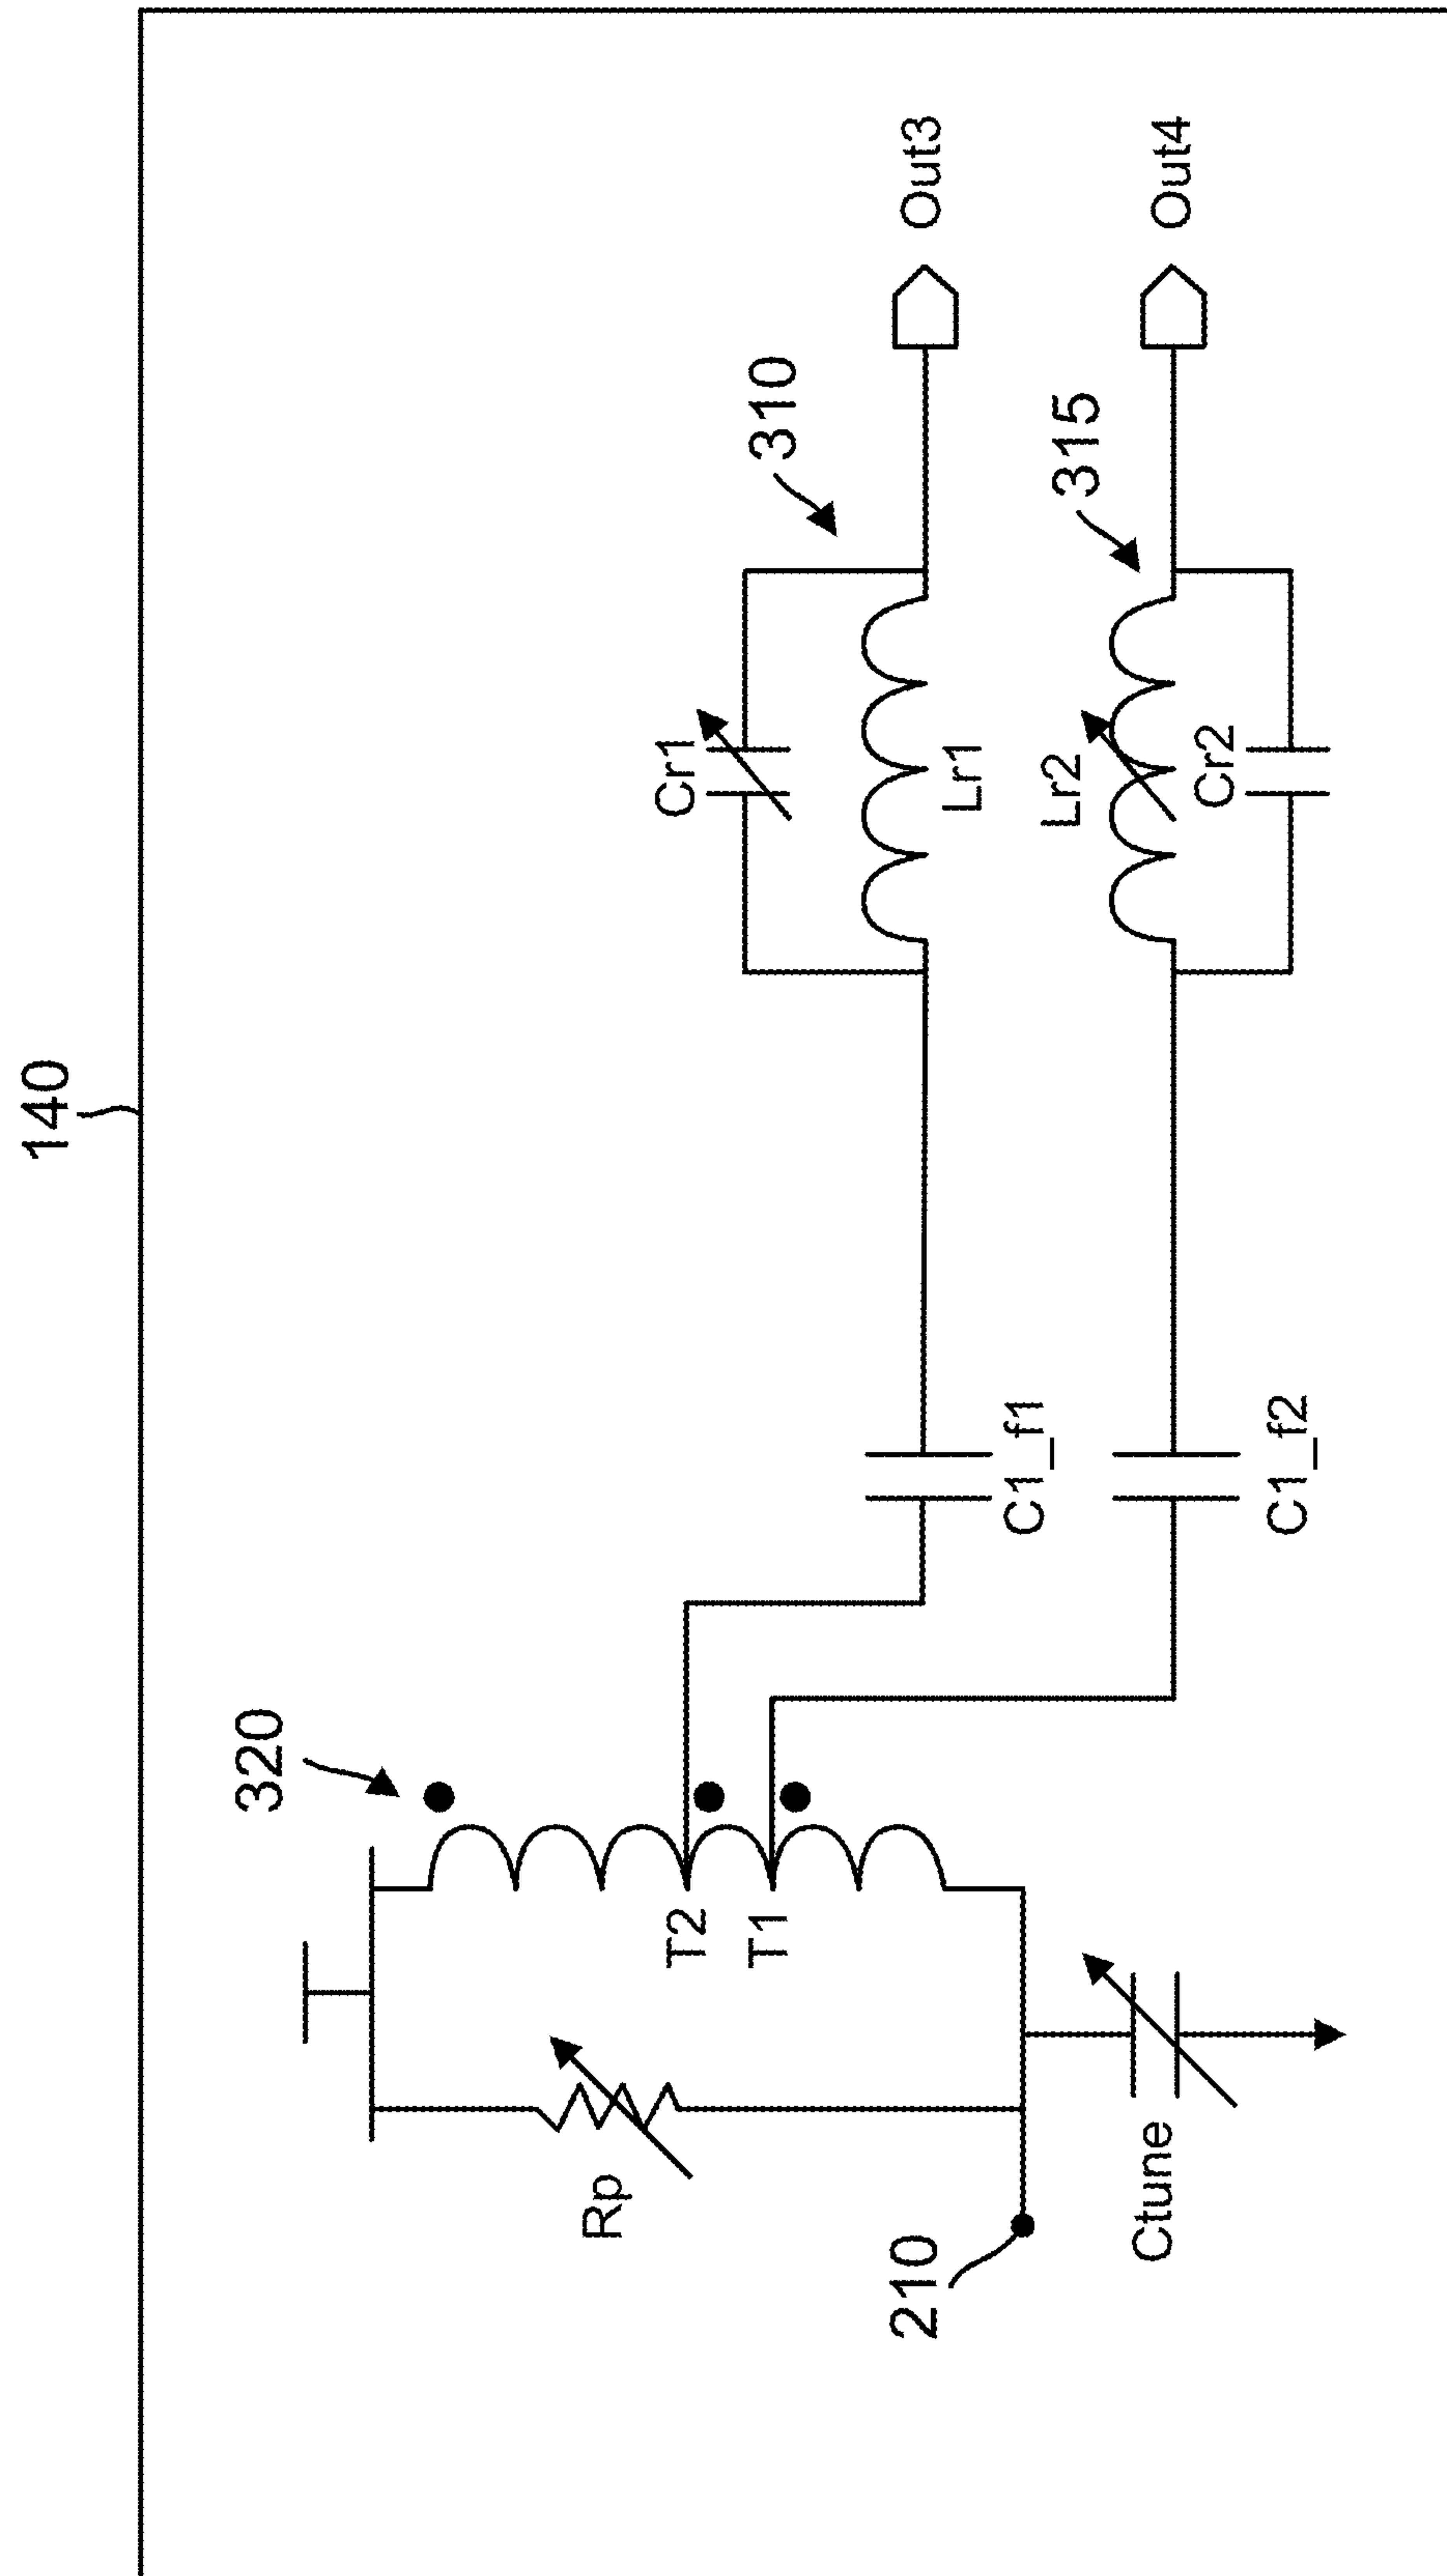 140
320
Rp
T2
T1
210
Ctune
C1_f1
C1_f2
Cr1
Lr1
310
Lr2
Cr2
315
Out3
Out4